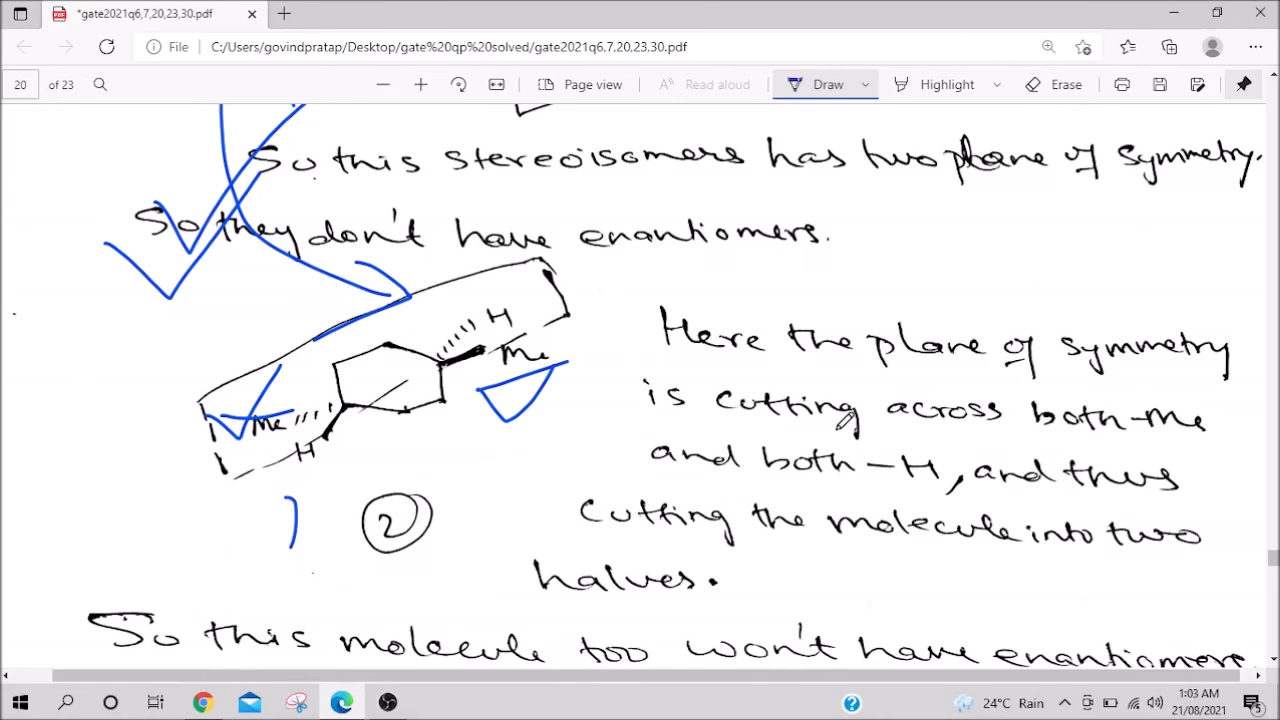 *gate2021q6,7,20,23,30.pdf
File C:/Users/govindpratap/Desktop/gate%20qp%20solved/gate2021q6,7,20,23,30.pdf
20 of 23 Page view Read aloud Draw Highlight Erase
So this stereoisomers has two plane of symmetry.
So they don't have enantiomers.
H
Me
Me
H
Here the plane of symmetry
is cutting across both -Me
and both -H, and thus
cutting the molecule into two
halves.
2
So this molecule too won't have enantiomers
24°C Rain
1:03 AM
21/08/2021
5